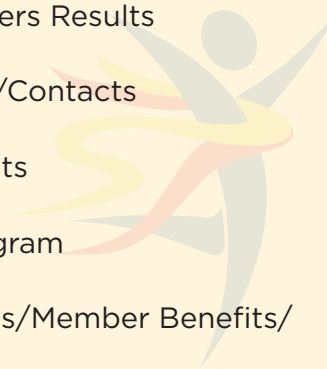 ers Results
/Contacts
ts
gram
s/Member Benefits/